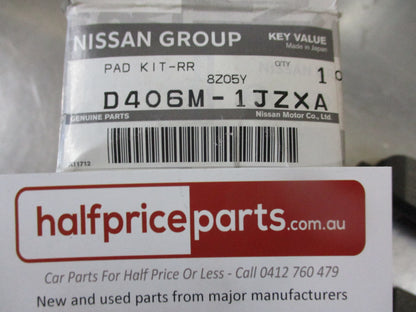 NISSAN GROUP KEY VALUE
Made in Japan
PAD KIT-RR Q'TY
8Z05Y 1
D406M-1JZXA
GENUINE PARTS Nissan Motor Co., Ltd.
halfpriceparts.com.au
Car Parts For Half Price Or Less - Call 0412 760 479
New and used parts from major manufacturers